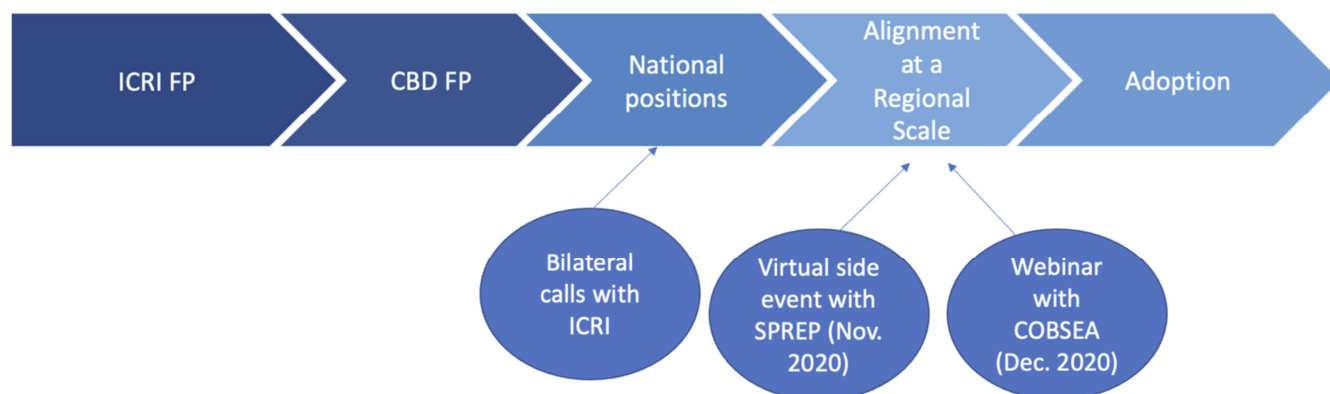 ICRI FP
CBD FP
National
positions
Alignment
at a
Regional
Scale
Adoption
Bilateral
calls with
ICRI
Virtual side
event with
SPREP (Nov.
2020)
Webinar
with
COBSEA
(Dec. 2020)